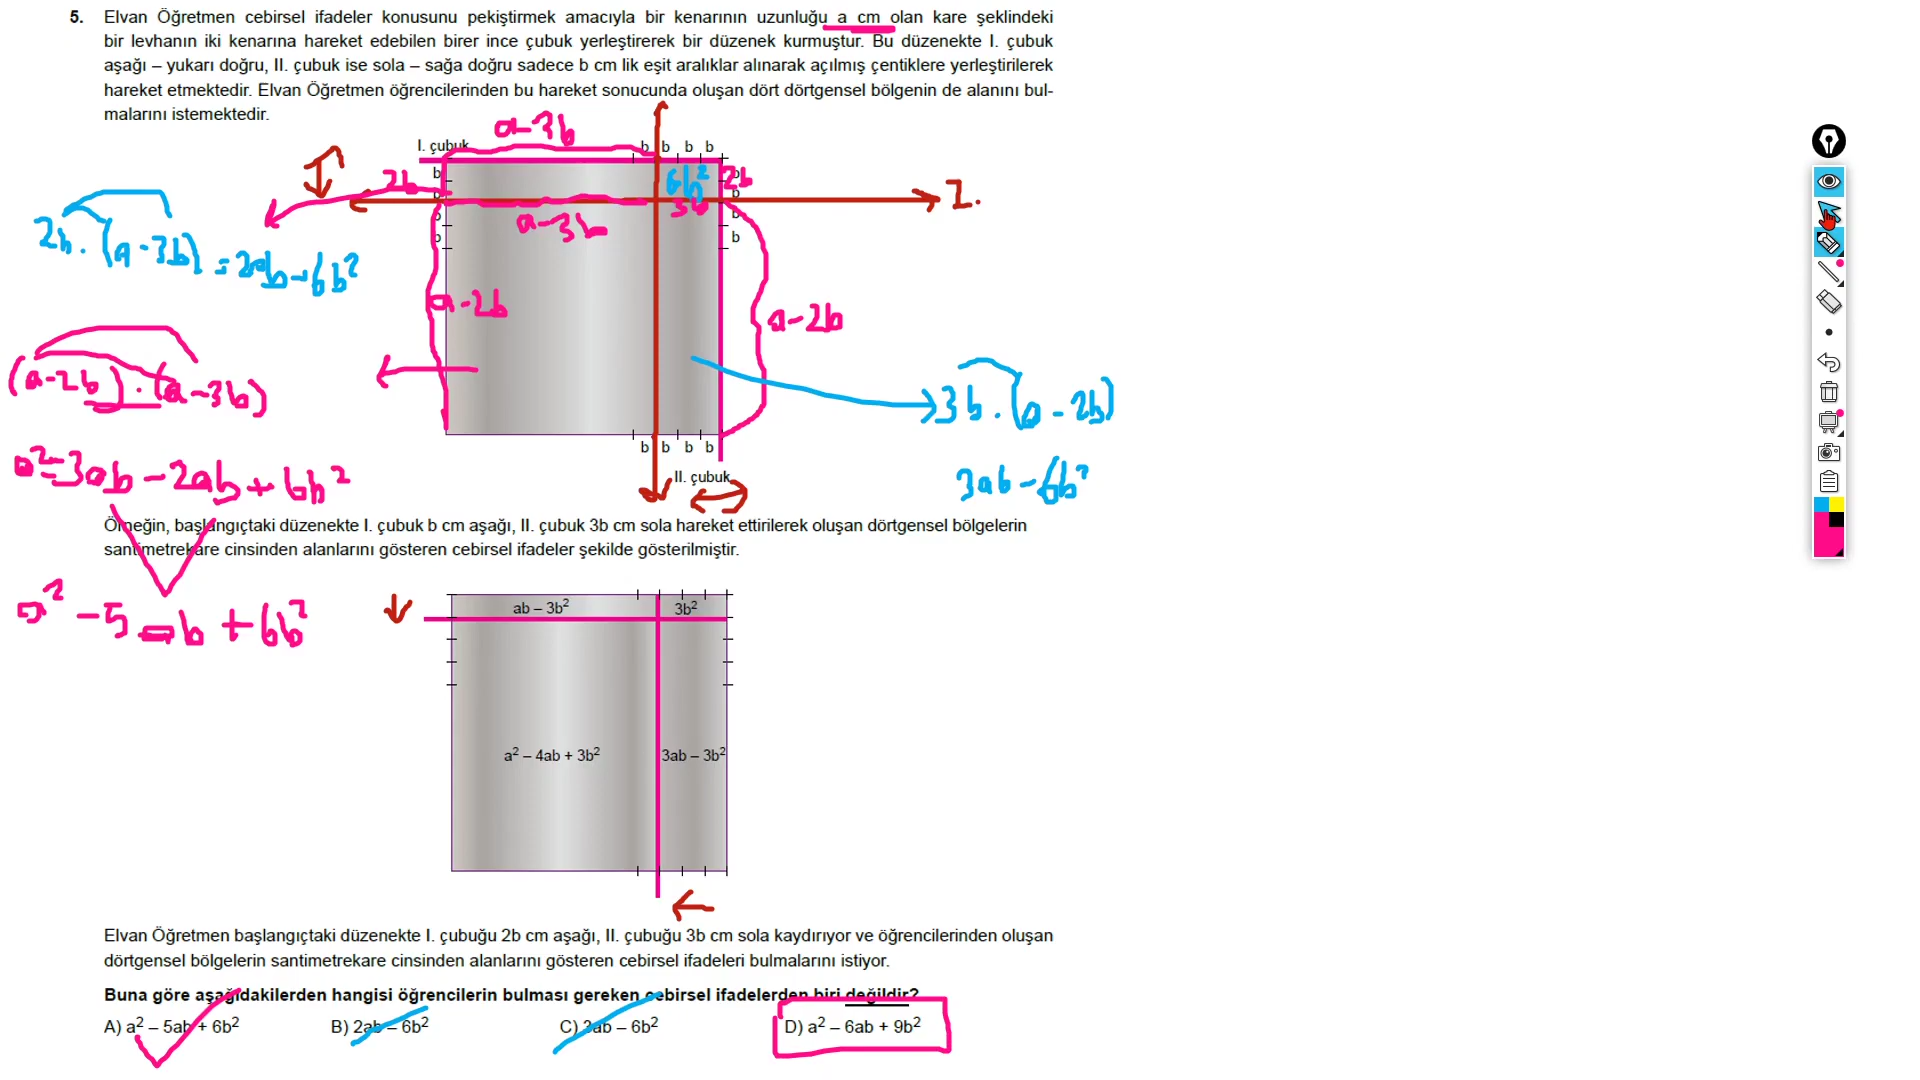 5. Elvan Öğretmen cebirsel ifadeler konusunu pekiştirmek amacıyla bir kenarının uzunluğu a cm olan kare şeklindeki
bir levhanın iki kenarına hareket edebilen birer ince çubuk yerleştirerek bir düzenek kurmuştur. Bu düzenekte I. çubuk
aşağı – yukarı doğru, II. çubuk ise sola – sağa doğru sadece b cm lik eşit aralıklar alınarak açılmış çentiklere yerleştirilerek
hareket etmektedir. Elvan Öğretmen öğrencilerinden bu hareket sonucunda oluşan dört dörtgensel bölgenin de alanını bul-
malarını istemektedir.
a-3b
I. çubuk b b b b
b 6b² 2b b
2b b b I.
a-3b 3b
b b
b b
2b . (a-3b) = 2ab-6b²
a-2b a-2b
(a-2b) . (a-3b)
3b . (a-2b)
a²-3ab-2ab+6b²
b b b b
II. çubuk
3ab-6b²
Örneğin, başlangıçtaki düzenekte I. çubuk b cm aşağı, II. çubuk 3b cm sola hareket ettirilerek oluşan dörtgensel bölgelerin
santimetrekare cinsinden alanlarını gösteren cebirsel ifadeler şekilde gösterilmiştir.
a²-5ab+6b²
ab – 3b² 3b²
a² – 4ab + 3b² 3ab – 3b²
Elvan Öğretmen başlangıçtaki düzenekte I. çubuğu 2b cm aşağı, II. çubuğu 3b cm sola kaydırıyor ve öğrencilerinden oluşan
dörtgensel bölgelerin santimetrekare cinsinden alanlarını gösteren cebirsel ifadeleri bulmalarını istiyor.
Buna göre aşağıdakilerden hangisi öğrencilerin bulması gereken cebirsel ifadelerden biri değildir?
A) a² – 5ab + 6b² B) 2ab – 6b² C) 3ab – 6b² D) a² – 6ab + 9b²